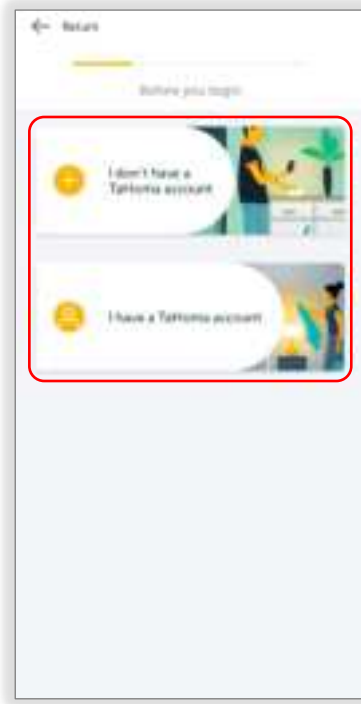 Return
Before you begin
I don't have a
TaHoma account
I have a TaHoma account